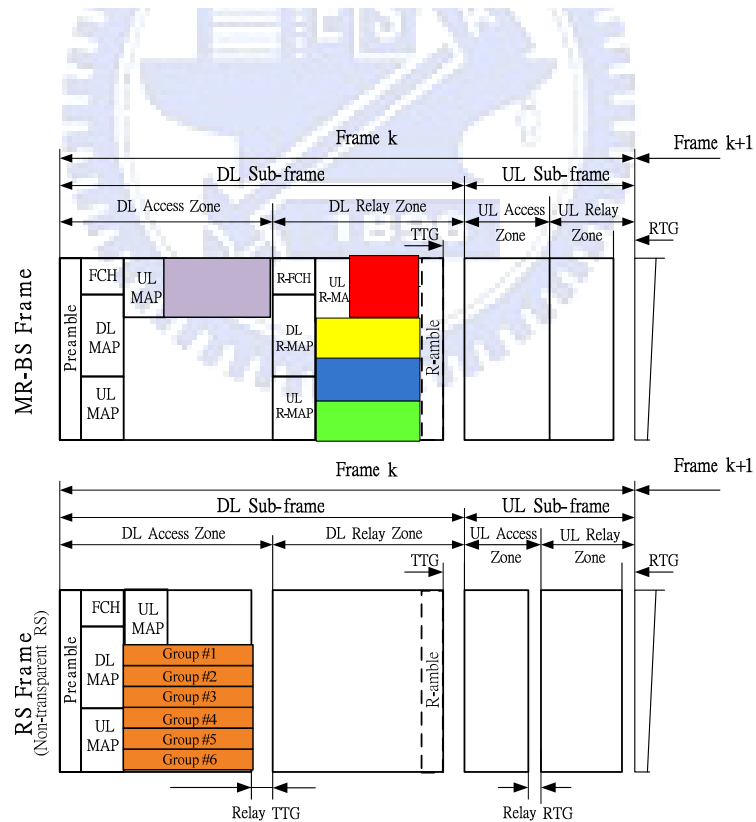 Frame k
Frame k+1
DL Sub-frame
UL Sub-frame
DL Access Zone
DL Relay Zone
UL Access
Zone
UL Relay
Zone
TTG
RTG
MR-BS Frame
Preamble
FCH
DL
MAP
UL
MAP
UL
MAP
R-FCH
DL
R-MAP
UL
R-MAP
UL
R-MA
R-amble
Frame k
Frame k+1
DL Sub-frame
UL Sub-frame
DL Access Zone
DL Relay Zone
UL Access
Zone
UL Relay
Zone
TTG
RTG
RS Frame
(Non-transparent RS)
Preamble
FCH
DL
MAP
UL
MAP
UL
MAP
Group #1
Group #2
Group #3
Group #4
Group #5
Group #6
R-amble
Relay TTG
Relay RTG